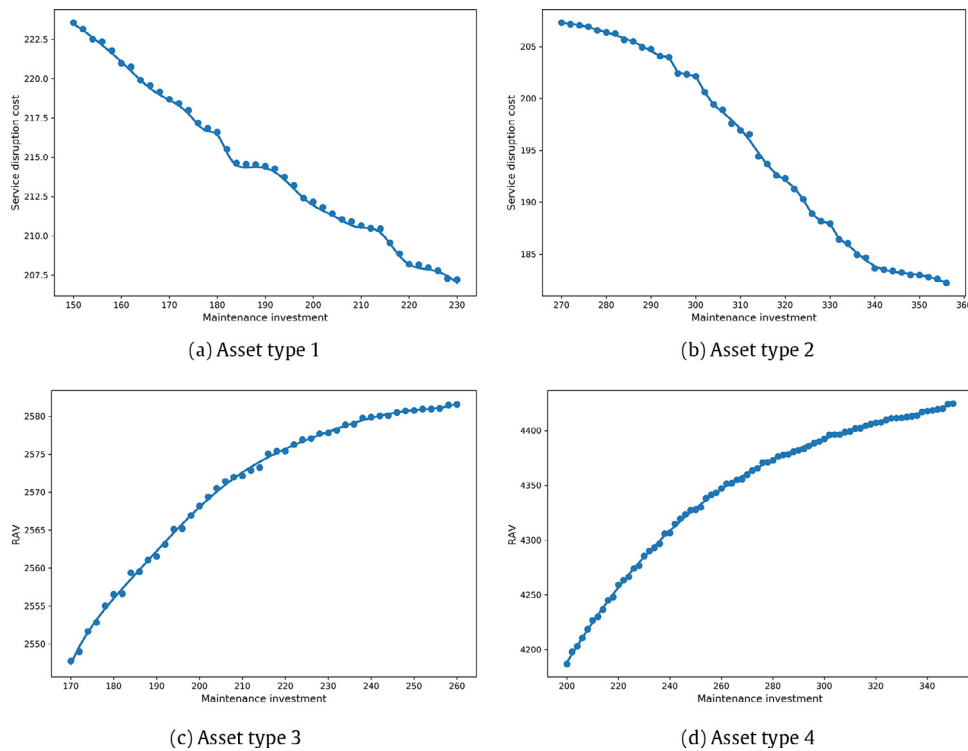 222.5
220.0
217.5
215.0
212.5
210.0
207.5
Service disruption cost
150 160 170 180 190 200 210 220 230
Maintenance investment
(a) Asset type 1
205
200
195
190
185
Service disruption cost
270 280 290 300 310 320 330 340 350 360
Maintenance investment
(b) Asset type 2
2580
2575
2570
2565
2560
2555
2550
RAV
170 180 190 200 210 220 230 240 250 260
Maintenance investment
(c) Asset type 3
4400
4350
4300
4250
4200
RAV
200 220 240 260 280 300 320 340
Maintenance investment
(d) Asset type 4